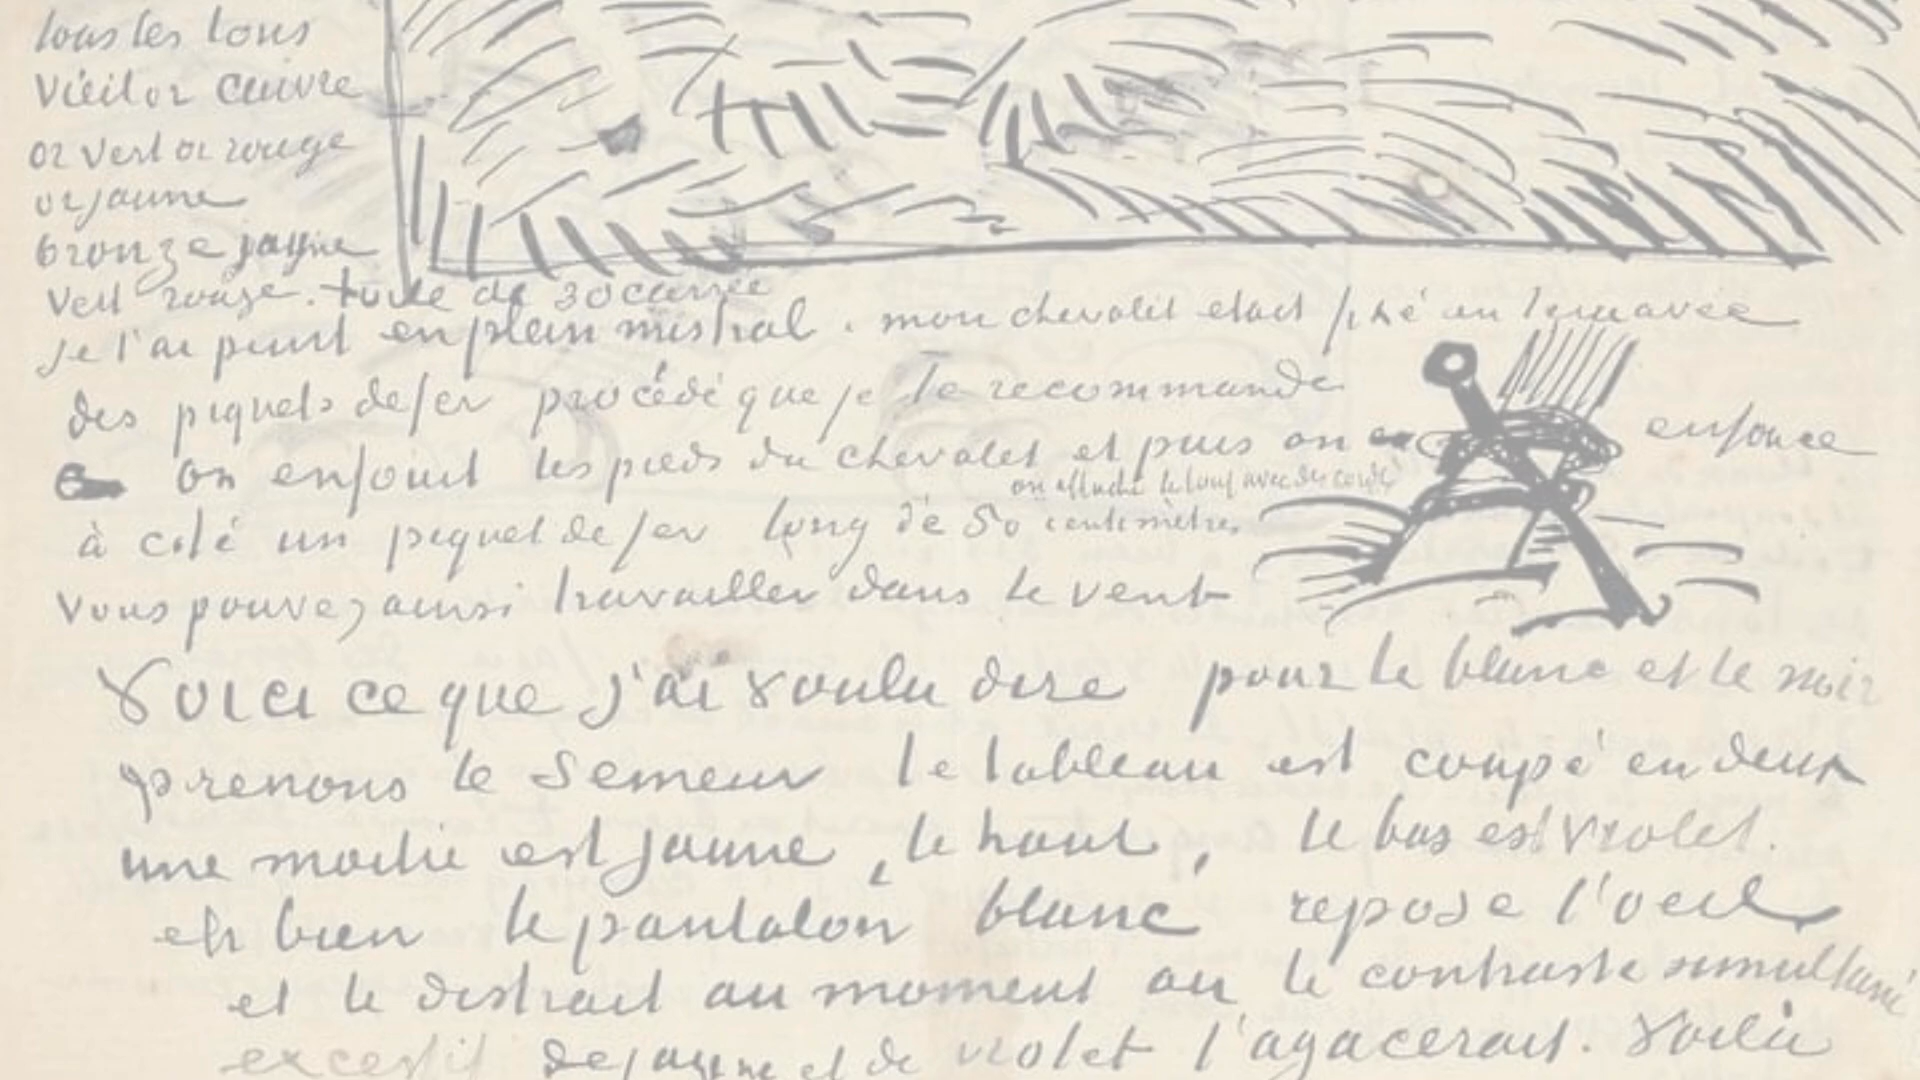 tous les tons
vieil or cuivre
or vert or rouge
or jaune
bronze jaune
vert rouge. toile de 30 carrée
je l'ai peint en plein mistral. mon chevalet etait fixé en terre avec
des piquets de fer procédé que je te recommande
on enfouit les pieds du chevalet et puis on enfonce
à coté un piquet de fer long de 50 centimètres.
on attache le tout avec des cordes
vous pouvez ainsi travailler dans le vent
Voici ce que j'ai voulu dire pour le blanc et le noir
prenons le Semeur le tableau est coupé en deux
une moitié est jaune, le haut, le bas est violet.
eh bien le pantalon blanc repose l'oeil
et le distrait au moment ou le contraste simultané
excessif de jaune et de violet l'agacerait. Voilà